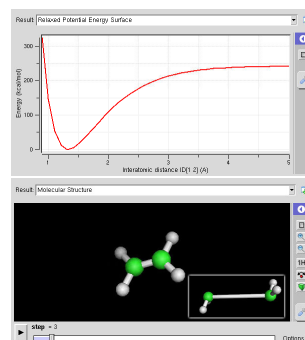 Result: Relaxed Potential Energy Surface
300
200
100
0
Energy (kcal/mol)
1 2 3 4 5
Interatomic distance ID[1 2] (A)
Result: Molecular Structure
1H
step = 3
Options